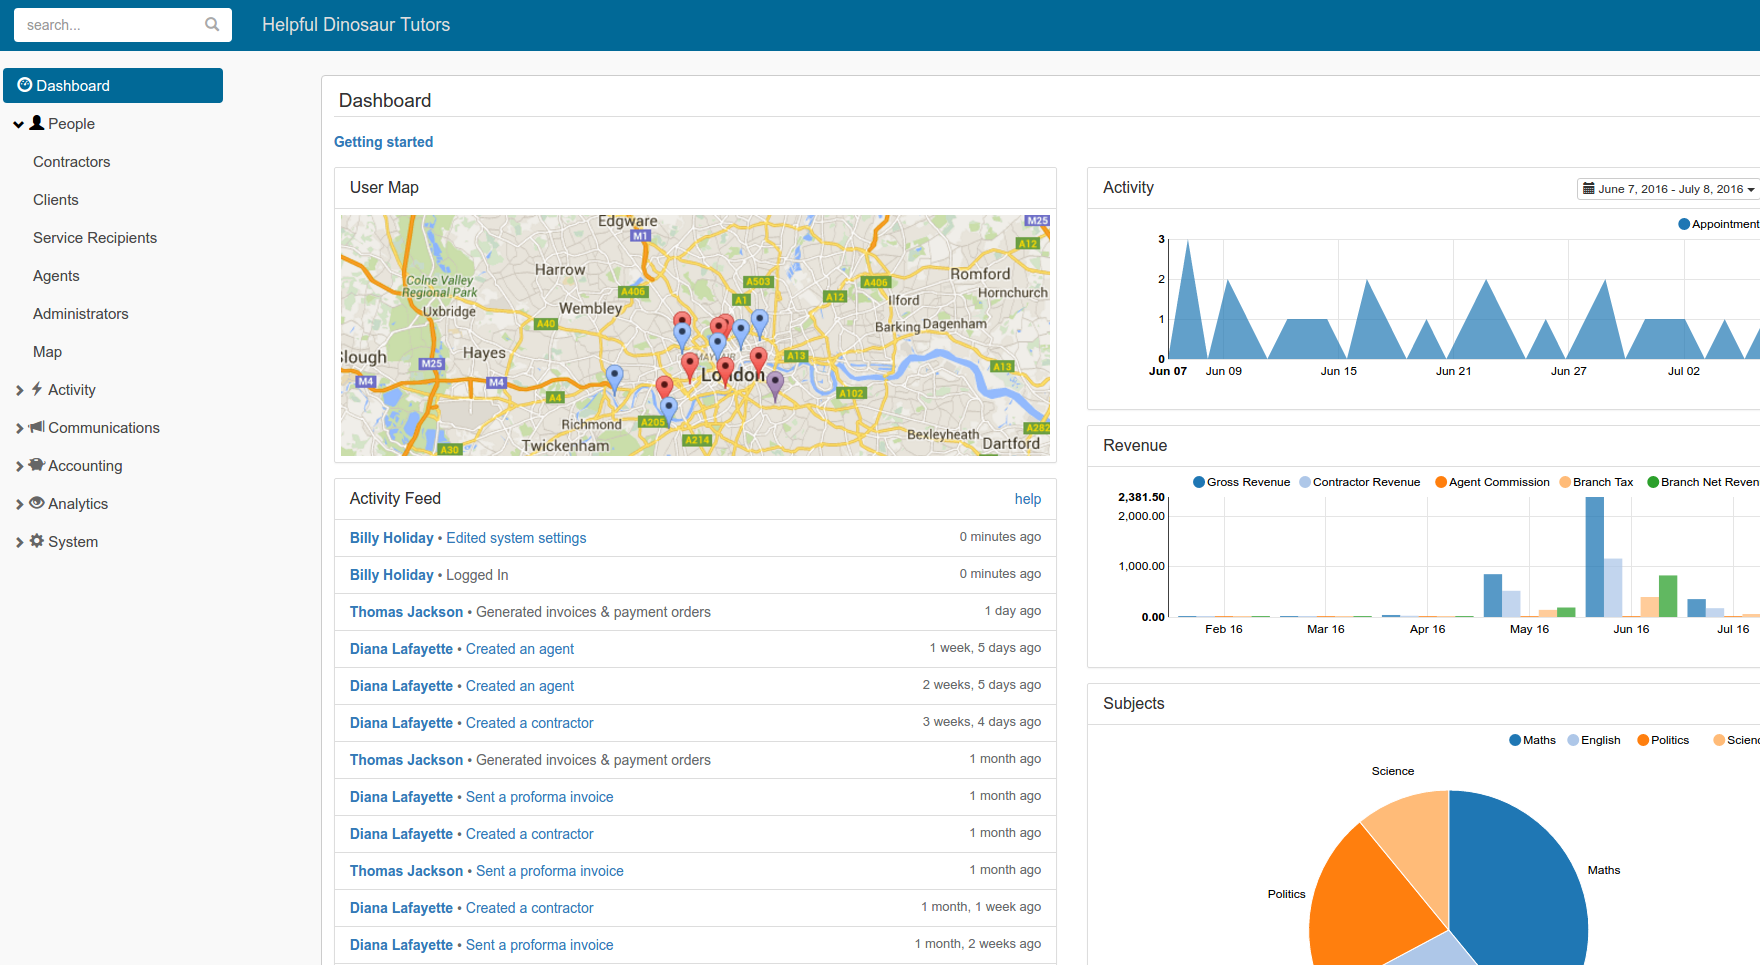 search...
Helpful Dinosaur Tutors
Dashboard
People
Contractors
Clients
Service Recipients
Agents
Administrators
Map
Activity
Communications
Accounting
Analytics
System
Dashboard
Getting started
User Map
Edgware
M25
M1
A12
Harrow
Colne Valley
Regional Park
A503
A406
Romford
A406
A1
A12
Ilford
Hornchurch
Uxbridge
Wembley
A40
Barking
Dagenham
Slough
Hayes
MAYFAIR
A13
M25
London
A13
M4
M4
A4
A102
Richmond
A205
A282
Twickenham
A214
Bexleyheath
Dartford
A30
Activity Feed
help
Billy Holiday • Edited system settings 0 minutes ago
Billy Holiday • Logged In 0 minutes ago
Thomas Jackson • Generated invoices & payment orders 1 day ago
Diana Lafayette • Created an agent 1 week, 5 days ago
Diana Lafayette • Created an agent 2 weeks, 5 days ago
Diana Lafayette • Created a contractor 3 weeks, 4 days ago
Thomas Jackson • Generated invoices & payment orders 1 month ago
Diana Lafayette • Sent a proforma invoice 1 month ago
Diana Lafayette • Created a contractor 1 month ago
Thomas Jackson • Sent a proforma invoice 1 month ago
Diana Lafayette • Created a contractor 1 month, 1 week ago
Diana Lafayette • Sent a proforma invoice 1 month, 2 weeks ago
Activity
June 7, 2016 - July 8, 2016
Appointment
3
2
1
0
Jun 07 Jun 09 Jun 15 Jun 21 Jun 27 Jul 02
Revenue
Gross Revenue Contractor Revenue Agent Commission Branch Tax Branch Net Reven
2,381.50
2,000.00
1,000.00
0.00
Feb 16 Mar 16 Apr 16 May 16 Jun 16 Jul 16
Subjects
Maths English Politics Scienc
Science
Maths
Politics